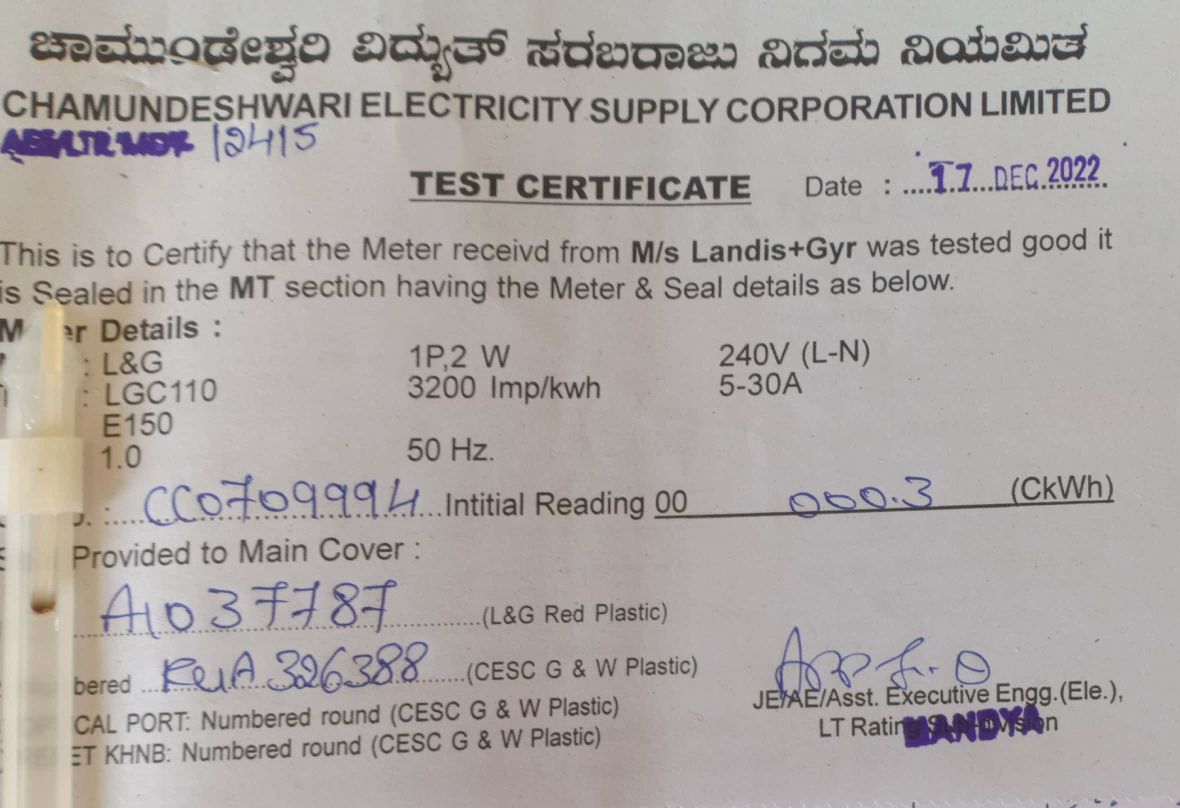 ಚಾಮುಂಡೇಶ್ವರಿ ವಿದ್ಯುತ್ ಸರಬರಾಜು ನಿಗಮ ನಿಯಮಿತ
CHAMUNDESHWARI ELECTRICITY SUPPLY CORPORATION LIMITED
12415
TEST CERTIFICATE Date : ....17...DEC.2022..
This is to Certify that the Meter receivd from M/s Landis+Gyr was tested good it
is Sealed in the MT section having the Meter & Seal details as below.
Details :
: L&G 1P,2 W 240V (L-N)
: LGC110 3200 Imp/kwh 5-30A
E150
1.0 50 Hz.
CC0709994 Intitial Reading 00 000.3 (CkWh)
Provided to Main Cover :
A1037787 (L&G Red Plastic)
326388 (CESC G & W Plastic)
PORT: Numbered round (CESC G & W Plastic)
KHNB: Numbered round (CESC G & W Plastic)
JE/AE/Asst. Executive Engg.(Ele.),
LT Rating
MANDYA